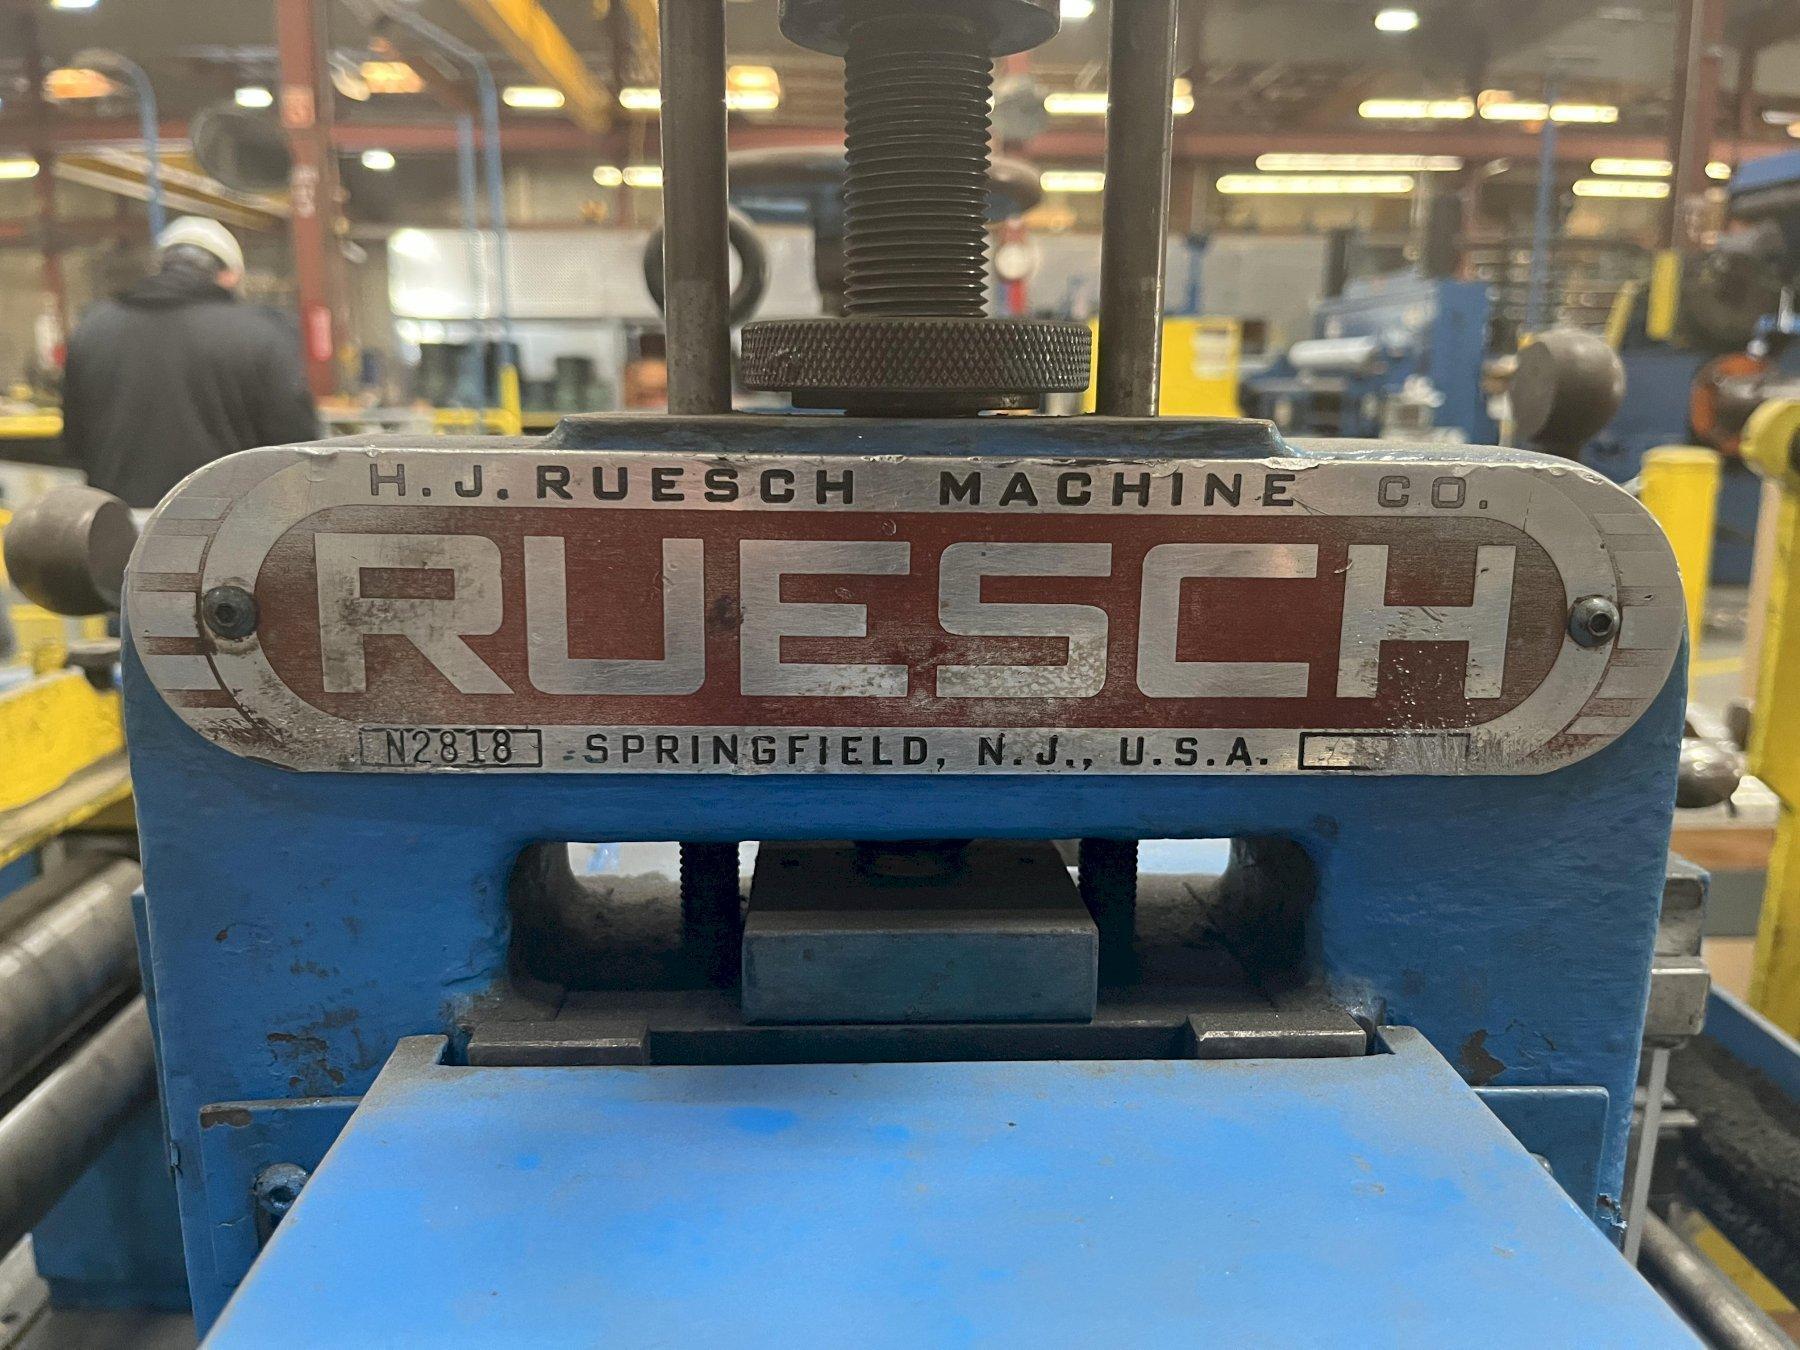 H. J. RUESCH MACHINE CO.
RUESCH
N2818 SPRINGFIELD, N. J., U. S. A.